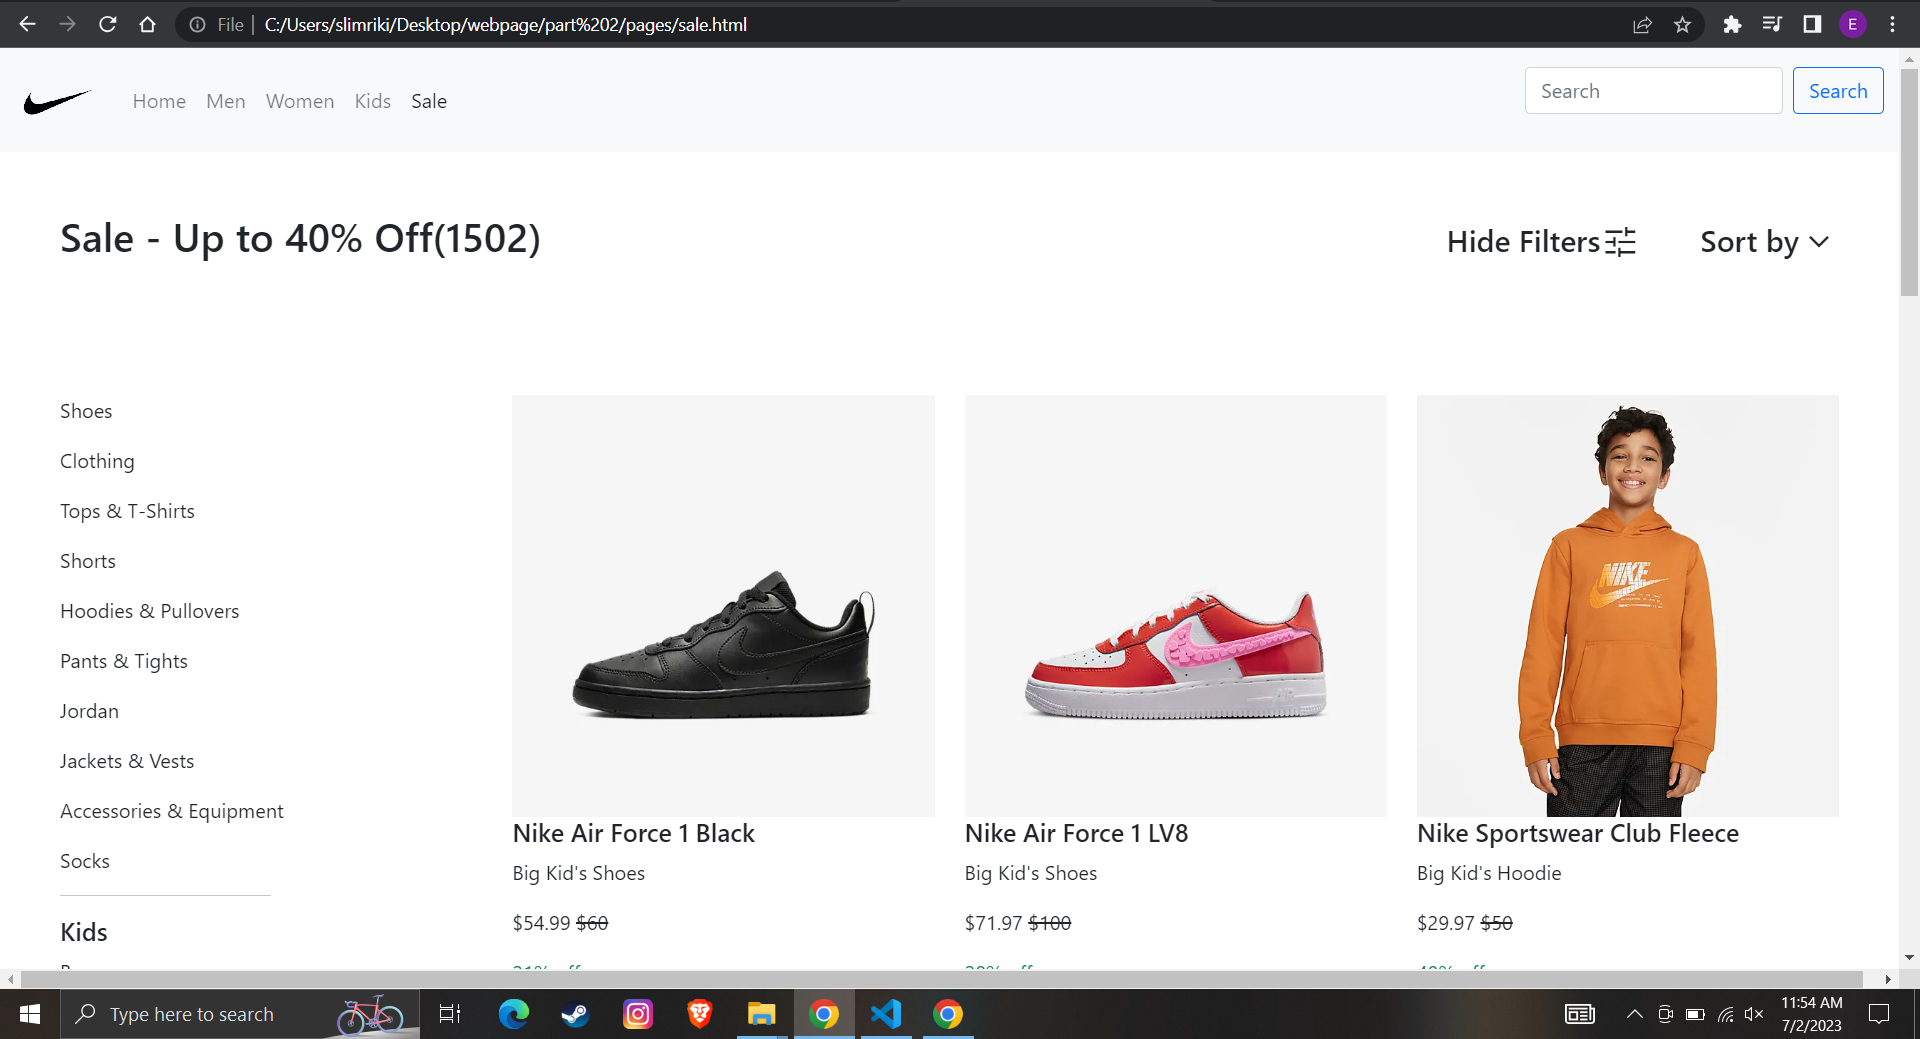 File C:/Users/slimriki/Desktop/webpage/part%202/pages/sale.html
E
Home Men Women Kids Sale
Search Search
Sale - Up to 40% Off(1502)
Hide Filters Sort by
Shoes
Clothing
Tops & T-Shirts
Shorts
Hoodies & Pullovers
Pants & Tights
Jordan
Jackets & Vests
Accessories & Equipment
Socks
Kids
NIKE
AIR
Nike Air Force 1 Black
Big Kid's Shoes
$54.99 $60
Nike Air Force 1 LV8
Big Kid's Shoes
$71.97 $100
Nike Sportswear Club Fleece
Big Kid's Hoodie
$29.97 $50
Type here to search
11:54 AM
7/2/2023